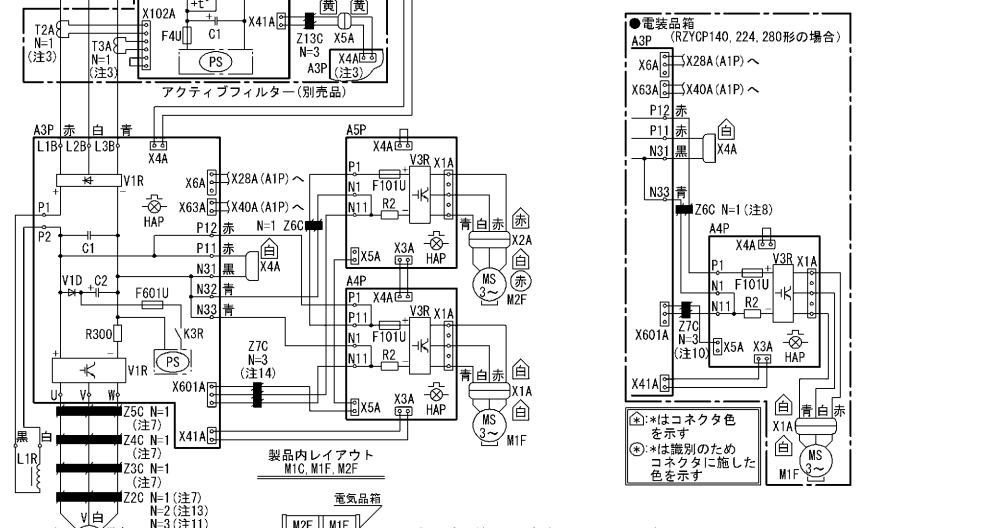 X102A
+t°
F4U
C1
PS
X41A
Z13C
N=3
黄
黄
X5A
X4A
A3P
(注3)
T2A
N=1
(注3)
T3A
N=1
(注3)
アクティブフィルター(別売品)
A3P 赤 白 青
L1B L2B L3B
X4A
V1R
X6A X28A(A1P)へ
X63A X40A(A1P)へ
HAP
P1
P2
P12 赤
P11 赤
N31 黒
N32 青
N33 青
白
X4A
N=1 Z6C
C1
V1D C2
F601U
R300
K3R
PS
V1R
U V W
X601A
X41A
Z7C
N=3
(注14)
Z5C N=1
(注7)
Z4C N=1
(注7)
Z3C N=1
(注7)
Z2C N=1(注7)
N=2(注13)
N=3(注11)
黒 白
L1R
V 白
A5P
X4A
P1
N1
N11
V3R X1A
F101U
R2
X5A
X3A
HAP
青 白 赤
赤
X2A
白
赤
MS
3～
M2F
A4P
X4A
P1
P11
N1
N11
V3R X1A
F101U
R2
X5A
X3A
HAP
青 白 赤
白
X1A
白
MS
3～
M1F
製品内レイアウト
M1C, M1F, M2F
電気品箱
M2F M1F
●電装品箱
(RZYCP140, 224, 280形の場合)
A3P
X6A X28A(A1P)へ
X63A X40A(A1P)へ
P12 赤
P11 赤
N31 黒
白
X4A
N33 青
Z6C N=1(注8)
A4P
X4A
P1
N1
N11
V3R X1A
F101U
R2
X601A
Z7C
N=3
(注10)
X5A
X3A
HAP
X41A
青 白 赤
白
X1A
白
MS
3～
M1F
*:*はコネクタ色
を示す
*:*は識別のため
コネクタに施した
色を示す